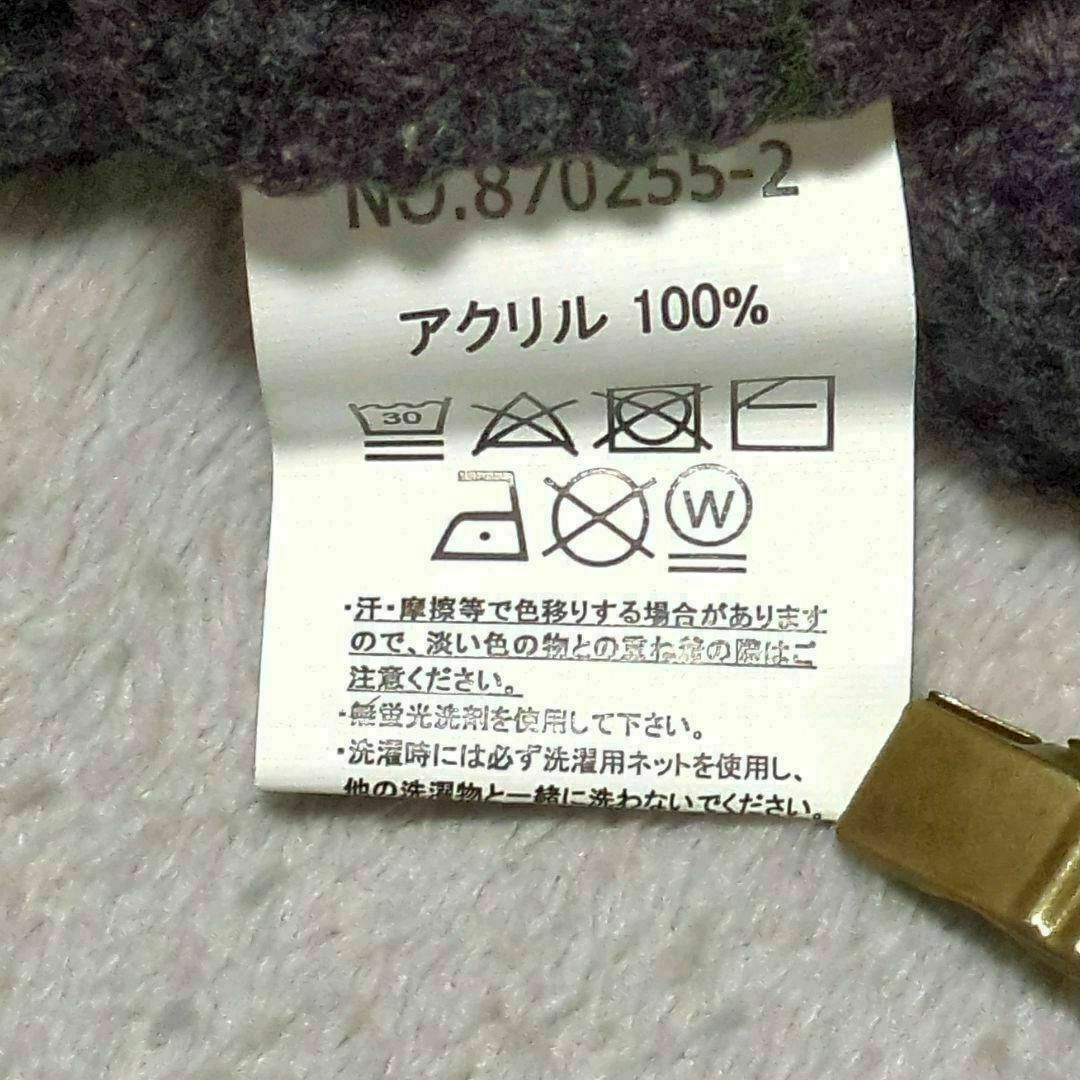 NO.870255-2
アクリル 100%
30
W
・汗・摩擦等で色移りする場合があります
ので、淡い色の物との重ね着の際はご
注意ください。
・無蛍光洗剤を使用して下さい。
・洗濯時には必ず洗濯用ネットを使用し、
他の洗濯物と一緒に洗わないでください。